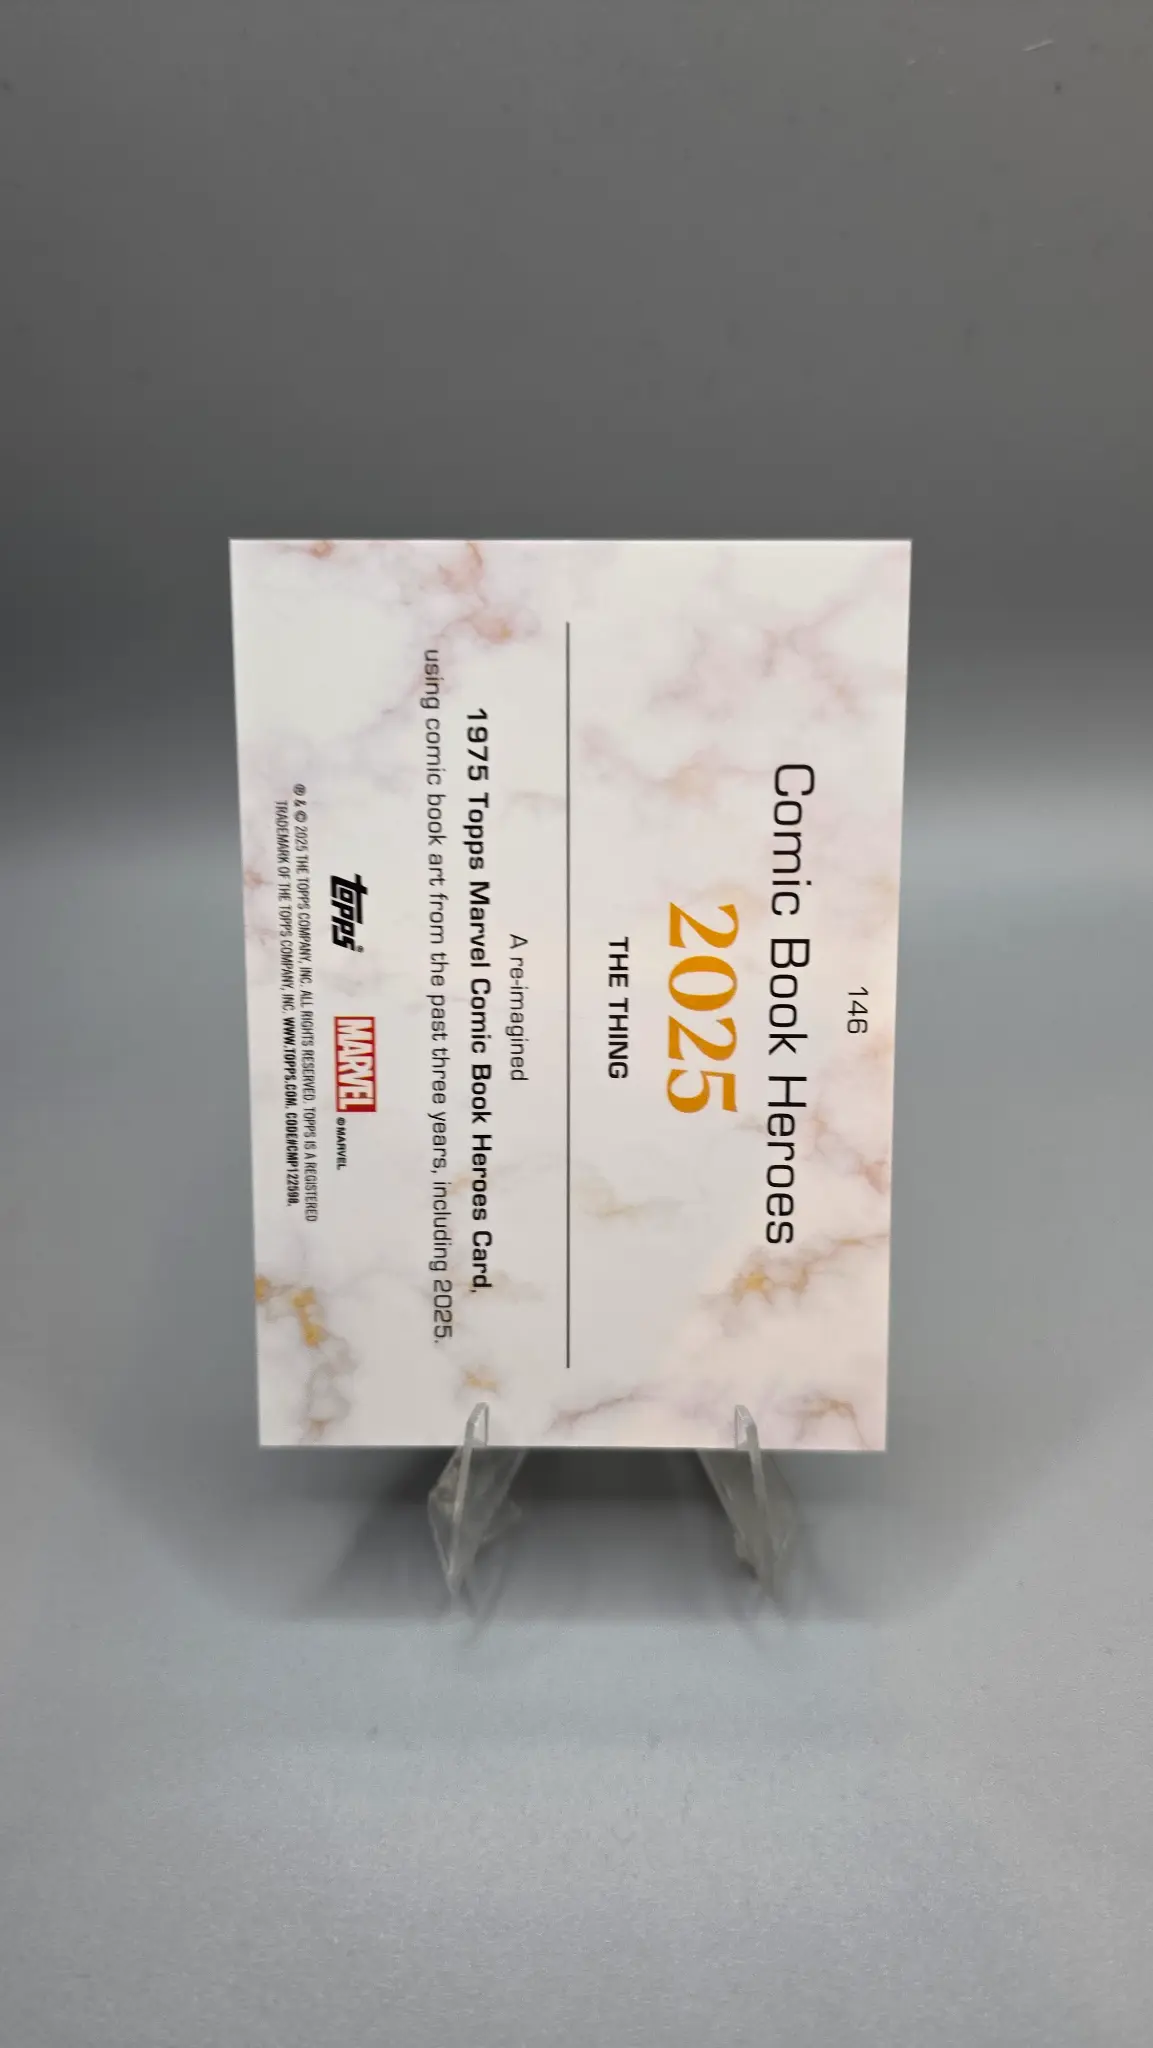 146
Comic Book Heroes
2025
THE THING
A re-imagined
1975 Topps Marvel Comic Book Heroes Card,
using comic book art from the past three years, including 2025.
topps® MARVEL ©MARVEL
® & © 2025 THE TOPPS COMPANY, INC. ALL RIGHTS RESERVED. TOPPS IS A REGISTERED
TRADEMARK OF THE TOPPS COMPANY, INC. WWW.TOPPS.COM. CODE#CMP122598.